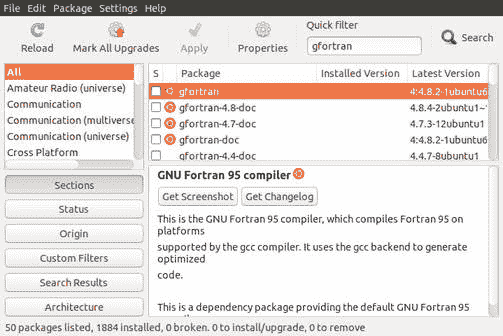 File Edit Package Settings Help
Reload
Mark All Upgrades
Apply
Properties
Quick filter
gfortran
Search
All
Amateur Radio (universe)
Communication
Communication (multiverse
Communication (universe)
Cross Platform
S Package Installed Version Latest Version
gfortran 4:4.8.2-1ubuntu6
gfortran-4.8-doc 4.8.4-2ubuntu1~
gfortran-4.7-doc 4.7.3-12ubuntu1
gfortran-doc 4:4.8.2-1ubuntu6
gfortran-4.4-doc 4.4.7-8ubuntu1
Sections
Status
Origin
Custom Filters
Search Results
Architecture
GNU Fortran 95 compiler
Get Screenshot
Get Changelog
This is the GNU Fortran 95 compiler, which compiles Fortran 95 on
platforms
supported by the gcc compiler. It uses the gcc backend to generate
optimized
code.
This is a dependency package providing the default GNU Fortran 95
50 packages listed, 1884 installed, 0 broken. 0 to install/upgrade, 0 to remove